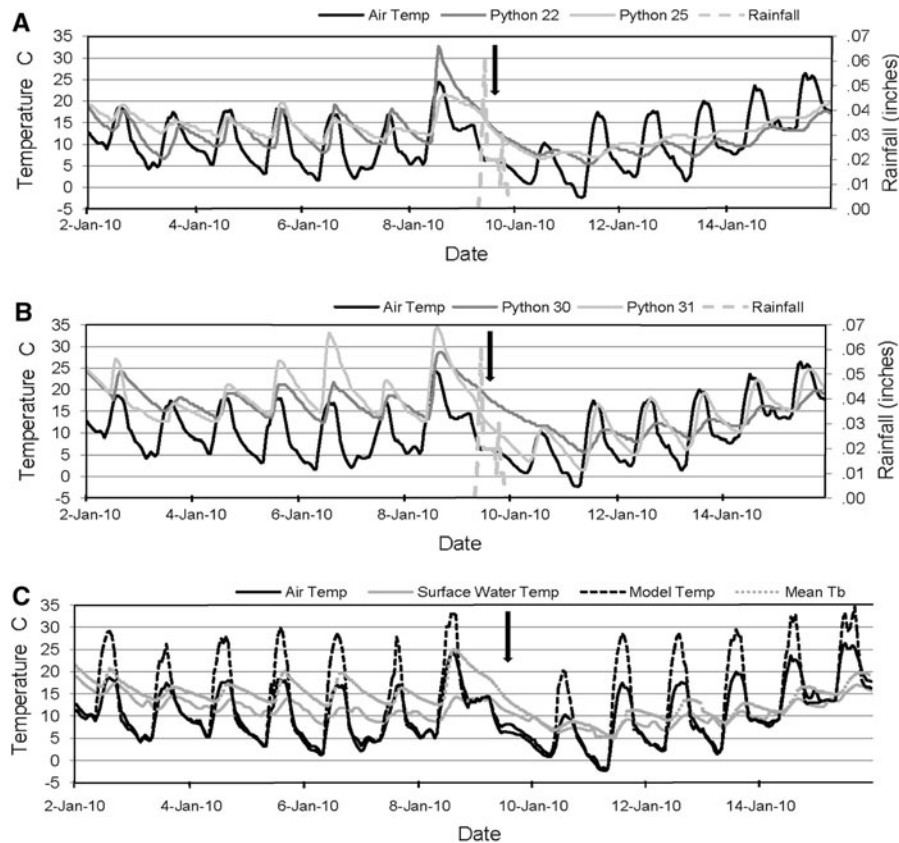 A
Air Temp Python 22 Python 25 Rainfall
Temperature C
35
30
25
20
15
10
5
0
-5
.07
.06
.05
.04
.03
.02
.01
.00
Rainfall (inches)
2-Jan-10 4-Jan-10 6-Jan-10 8-Jan-10 10-Jan-10 12-Jan-10 14-Jan-10
Date
B
Air Temp Python 30 Python 31 Rainfall
Temperature C
35
30
25
20
15
10
5
0
-5
.07
.06
.05
.04
.03
.02
.01
.00
Rainfall (inches)
2-Jan-10 4-Jan-10 6-Jan-10 8-Jan-10 10-Jan-10 12-Jan-10 14-Jan-10
Date
C
Air Temp Surface Water Temp Model Temp Mean Tb
Temperature C
35
30
25
20
15
10
5
0
-5
2-Jan-10 4-Jan-10 6-Jan-10 8-Jan-10 10-Jan-10 12-Jan-10 14-Jan-10
Date